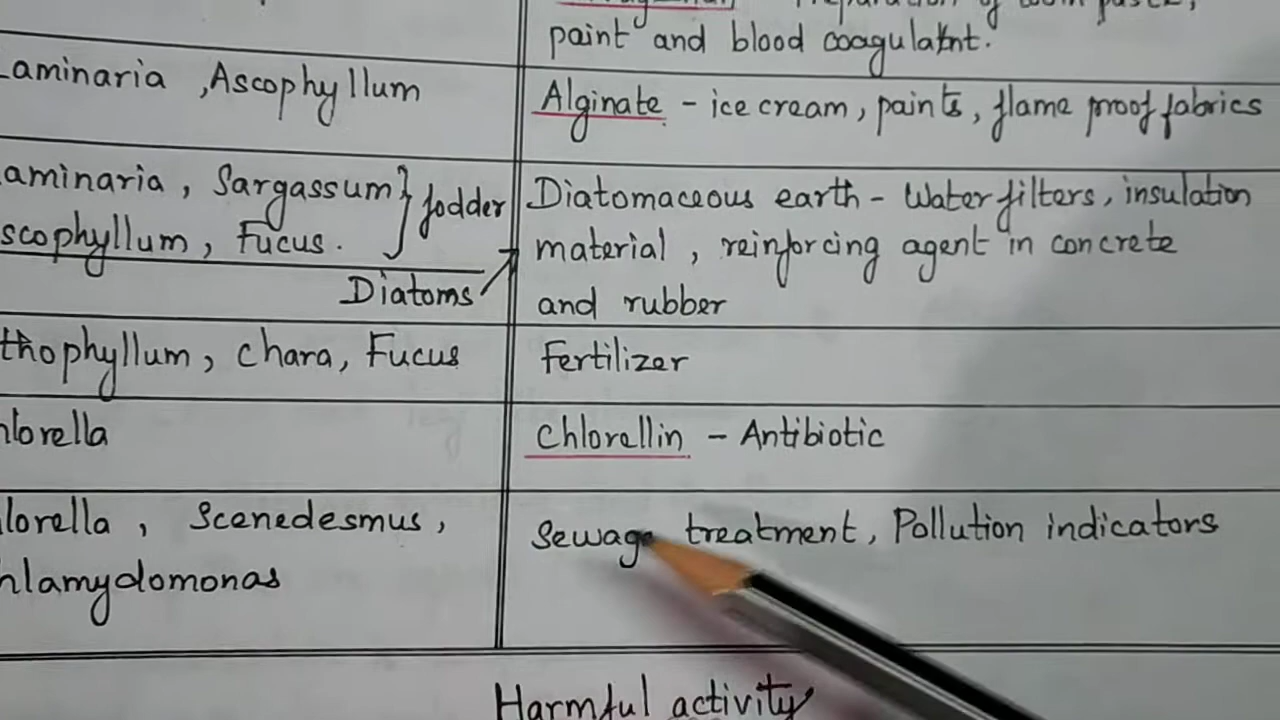 paint and blood coagulant.
aminaria , Ascophyllum
Alginate - ice cream, paints, flame proof fabrics
aminaria , Sargassum } fodder
scophyllum, Fucus.
Diatoms
Diatomaceous earth - Water filters, insulation
material , reinforcing agent in concrete
and rubber
thophyllum, chara, Fucus
Fertilizer
lorella
Chlorellin - Antibiotic
lorella , Scenedesmus,
hlamydomonas
Sewage treatment, Pollution indicators
Harmful activity